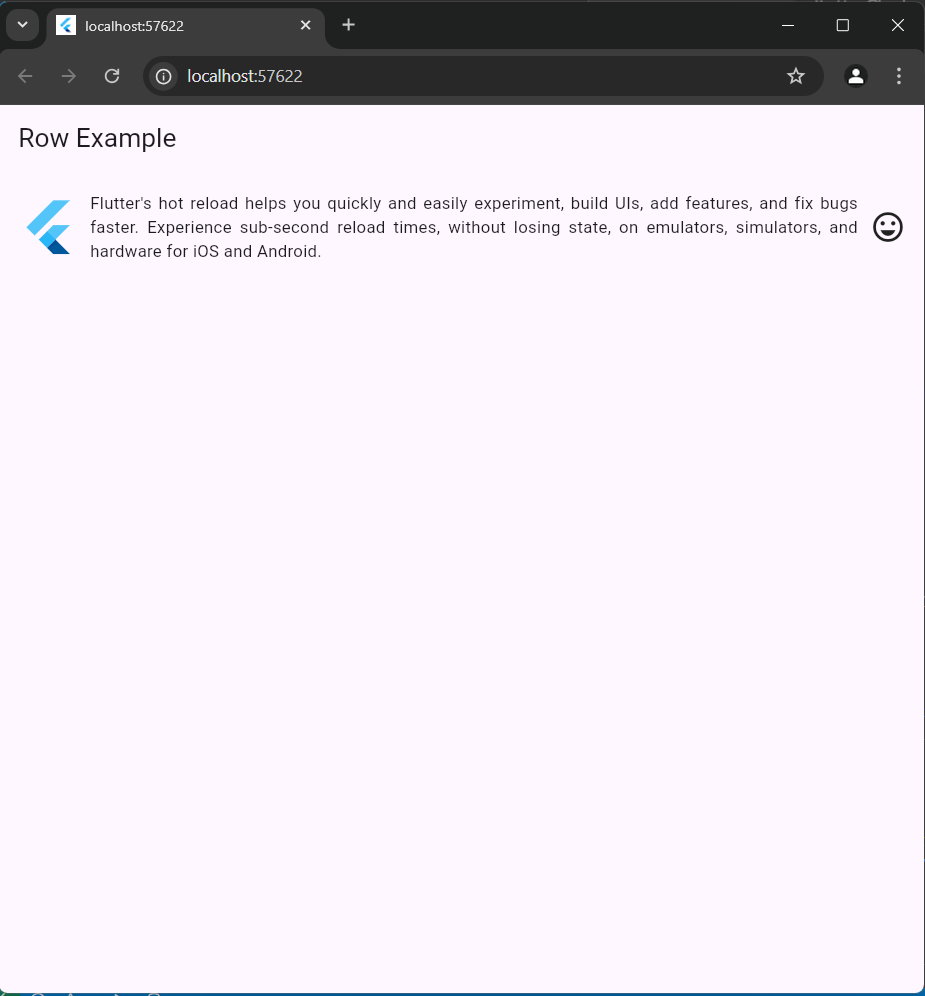 localhost:57622
localhost:57622
Row Example
Flutter's hot reload helps you quickly and easily experiment, build UIs, add features, and fix bugs
faster. Experience sub-second reload times, without losing state, on emulators, simulators, and
hardware for iOS and Android.